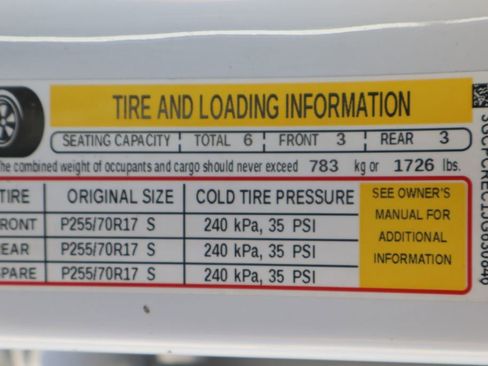 TIRE AND LOADING INFORMATION
SEATING CAPACITY TOTAL 6 FRONT 3 REAR 3
The combined weight of occupants and cargo should never exceed 783 kg or 1726 lbs.
TIRE ORIGINAL SIZE COLD TIRE PRESSURE
FRONT P255/70R17 S 240 kPa, 35 PSI
REAR P255/70R17 S 240 kPa, 35 PSI
SPARE P255/70R17 S 240 kPa, 35 PSI
SEE OWNER'S
MANUAL FOR
ADDITIONAL
INFORMATION